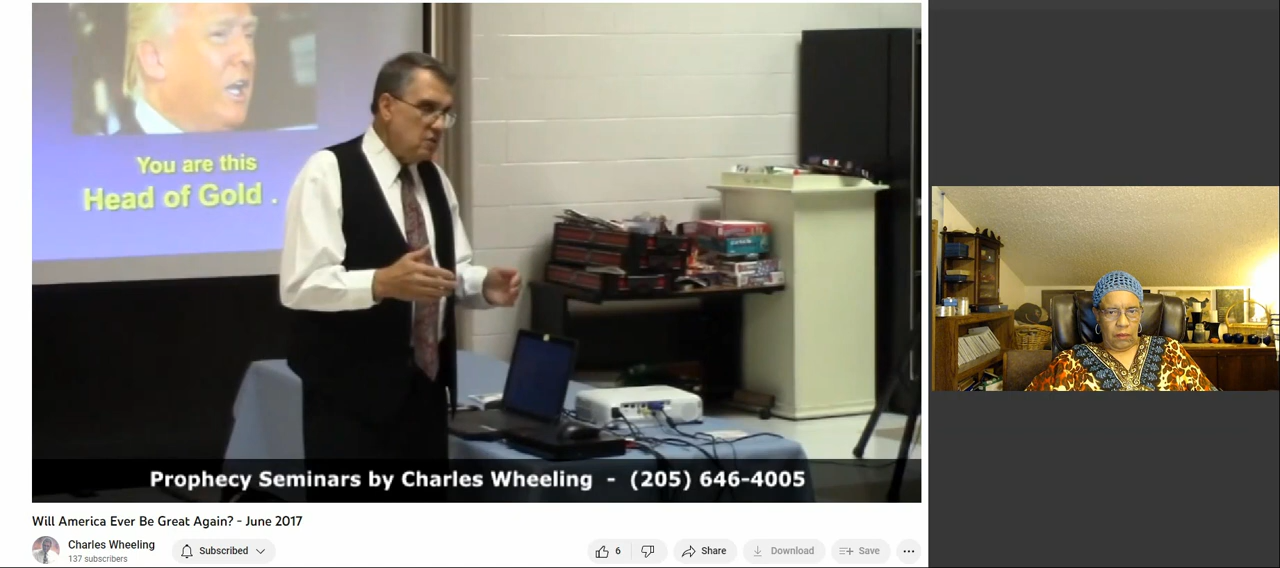 You are this
Head of Gold .
Prophecy Seminars by Charles Wheeling - (205) 646-4005
Will America Ever Be Great Again? - June 2017
Charles Wheeling
137 subscribers
Subscribed
6
Share
Download
Save